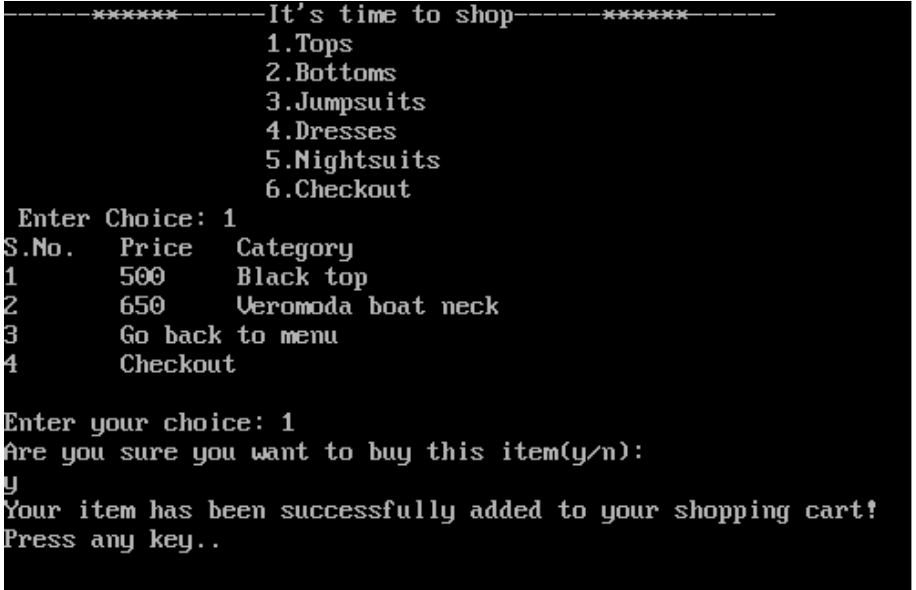 ------******------It's time to shop------******------
1.Tops
2.Bottoms
3.Jumpsuits
4.Dresses
5.Nightsuits
6.Checkout
Enter Choice: 1
S.No. Price Category
1 500 Black top
2 650 Veromoda boat neck
3 Go back to menu
4 Checkout
Enter your choice: 1
Are you sure you want to buy this item(y/n):
y
Your item has been successfully added to your shopping cart!
Press any key..